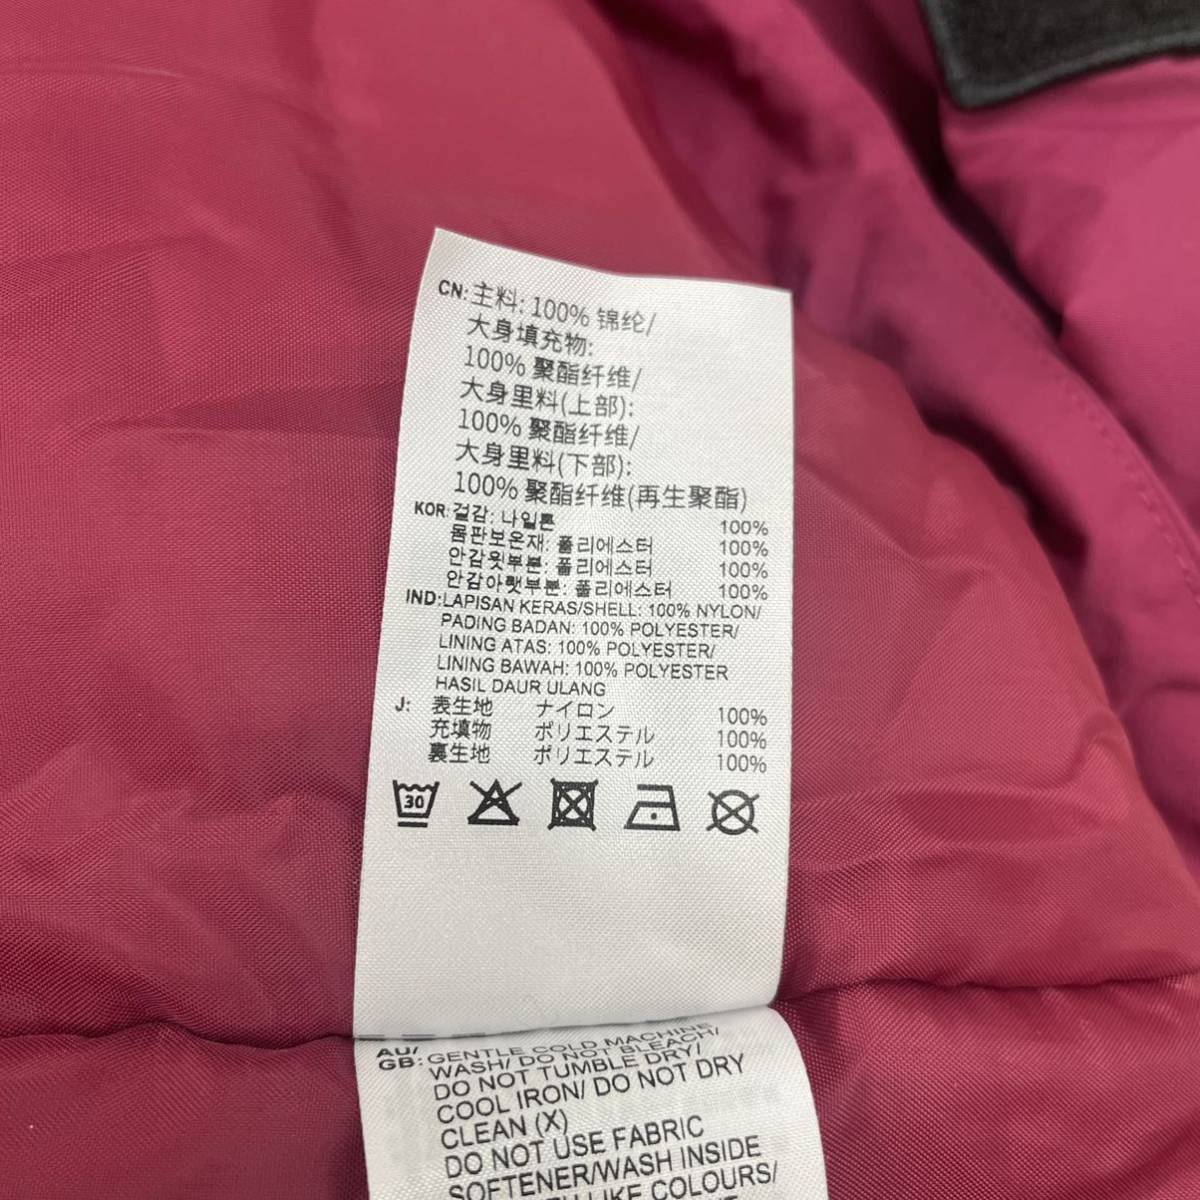 CN: 主料: 100% 锦纶/
大身填充物:
100% 聚酯纤维/
大身里料(上部):
100% 聚酯纤维/
大身里料(下部):
100% 聚酯纤维(再生聚酯)
KOR: 겉감: 나일론 100%
몸판보온재: 폴리에스터 100%
안감윗부분: 폴리에스터 100%
안감아랫부분: 폴리에스터 100%
IND: LAPISAN KERAS/SHELL: 100% NYLON/
PADING BADAN: 100% POLYESTER/
LINING ATAS: 100% POLYESTER/
LINING BAWAH: 100% POLYESTER
HASIL DAUR ULANG
J: 表生地 ナイロン 100%
充填物 ポリエステル 100%
裏生地 ポリエステル 100%
30
AU/
GB: GENTLE COLD MACHINE
WASH/ DO NOT BLEACH/
DO NOT TUMBLE DRY/
COOL IRON/ DO NOT DRY
CLEAN (X)
DO NOT USE FABRIC
SOFTENER/WASH INSIDE
LIKE COLOURS/